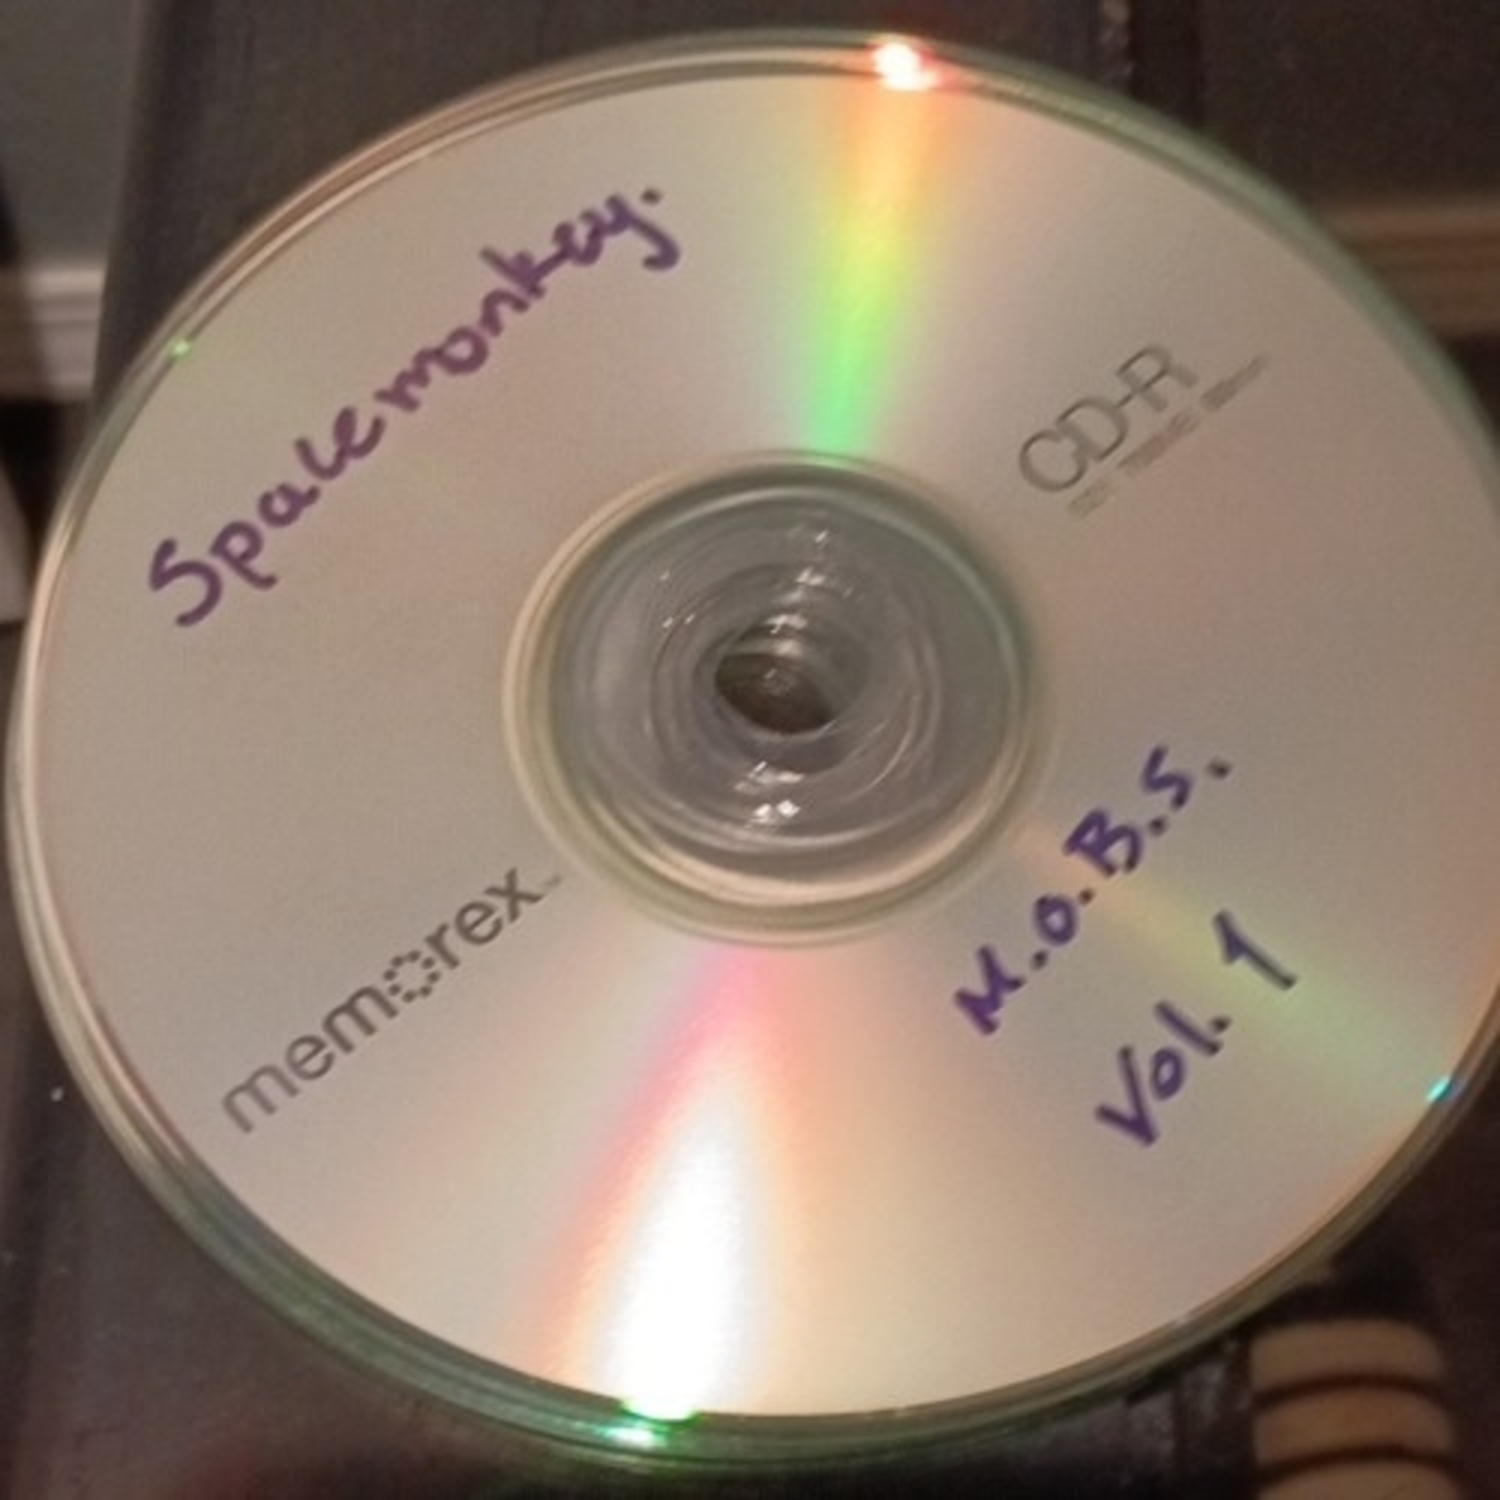 Spacemonkey.
CD-R
memorex
M.O.B.S.
Vol. 1